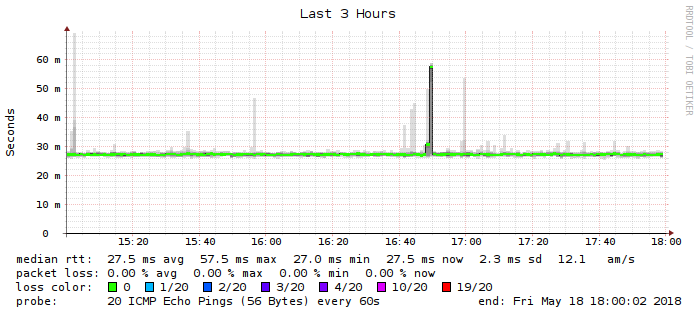 Last 3 Hours
RRDTOOL / TOBI OETIKER
Seconds
60 m
50 m
40 m
30 m
20 m
10 m
0
15:20 15:40 16:00 16:20 16:40 17:00 17:20 17:40 18:00
median rtt: 27.5 ms avg 57.5 ms max 27.0 ms min 27.5 ms now 2.3 ms sd 12.1 am/s
packet loss: 0.00 % avg 0.00 % max 0.00 % min 0.00 % now
loss color: 0 1/20 2/20 3/20 4/20 10/20 19/20
probe: 20 ICMP Echo Pings (56 Bytes) every 60s end: Fri May 18 18:00:02 2018